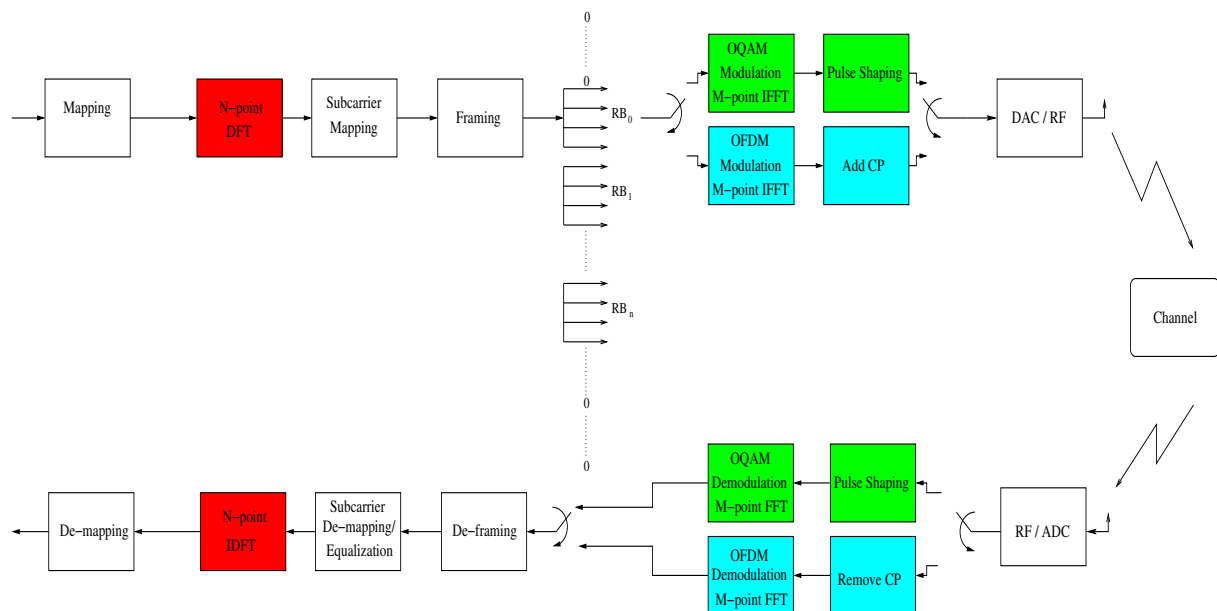 0
0
Mapping
N-point
DFT
Subcarrier
Mapping
Framing
RB0
RB1
RBn
0
0
OQAM
Modulation
M-point IFFT
Pulse Shaping
OFDM
Modulation
M-point IFFT
Add CP
DAC / RF
Channel
De-mapping
N-point
IDFT
Subcarrier
De-mapping/
Equalization
De-framing
OQAM
Demodulation
M-point FFT
Pulse Shaping
OFDM
Demodulation
M-point FFT
Remove CP
RF / ADC